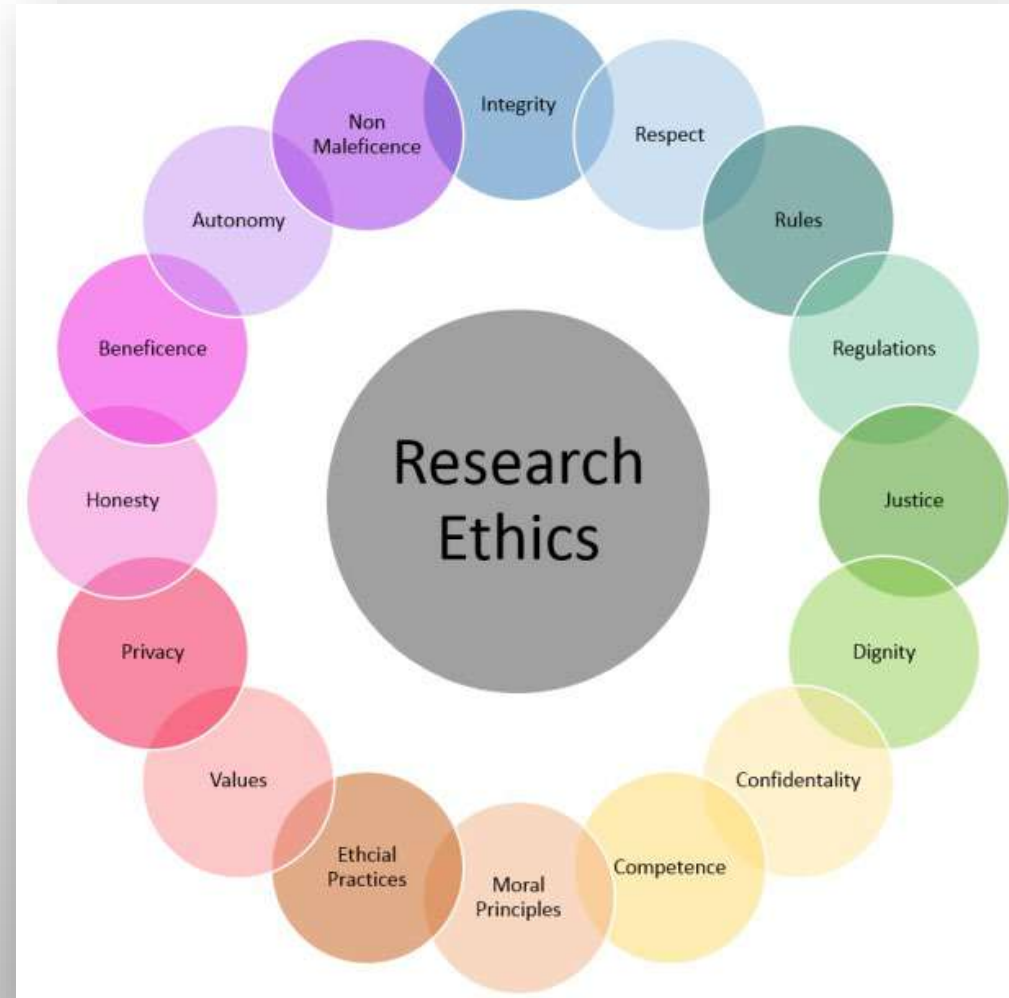 Integrity
Respect
Rules
Regulations
Justice
Dignity
Confidentality
Competence
Moral
Principles
Ethcial
Practices
Values
Privacy
Honesty
Beneficence
Autonomy
Non
Maleficence
Research
Ethics